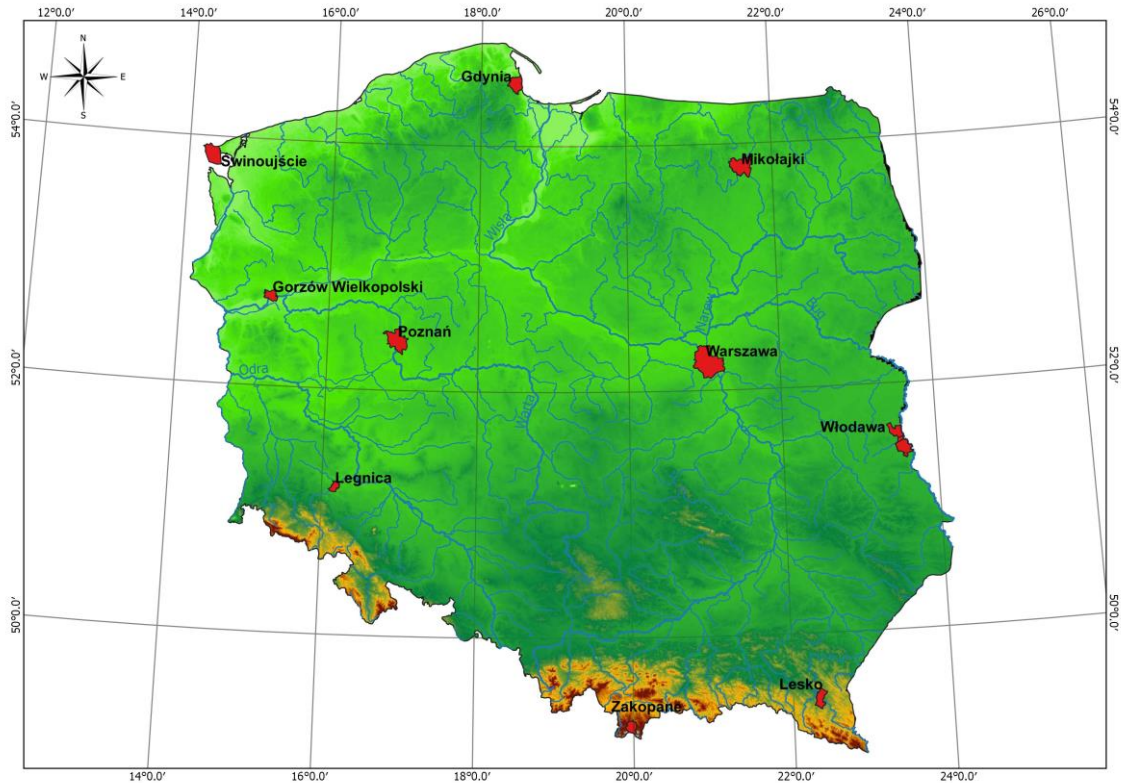 12°0.0' 14°0.0' 16°0.0' 18°0.0' 20°0.0' 22°0.0' 24°0.0' 26°0.0'
N
W E
S
Gdynia
54°0.0' 54°0.0'
Świnoujście
Mikołajki
Wisła
Gorzów Wielkopolski
Narew
Bug
Poznań
Warszawa
52°0.0' 52°0.0'
Odra
Warta
Włodawa
Legnica
50°0.0' 50°0.0'
Lesko
Zakopane
14°0.0' 16°0.0' 18°0.0' 20°0.0' 22°0.0' 24°0.0'